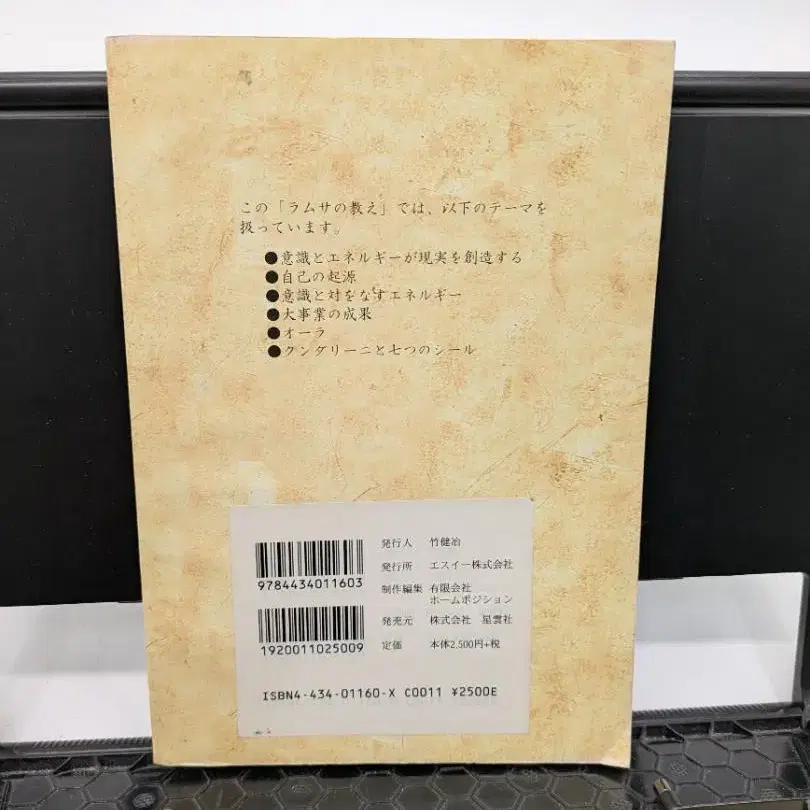 この「ラムサの教え」では、以下のテーマを
扱っています。
●意識とエネルギーが現実を創造する
●自己の起源
●意識と対をなすエネルギー
●大事業の成果
●オーラ
●クンダリーニと七つのシール
発行人 竹健治
発行所 エスイー株式会社
制作編集 有限会社
ホームポジション
発売元 株式会社 星雲社
定価 本体2,500円+税
9784434011603
1920011025009
ISBN4-434-01160-X C0011 ¥2500E